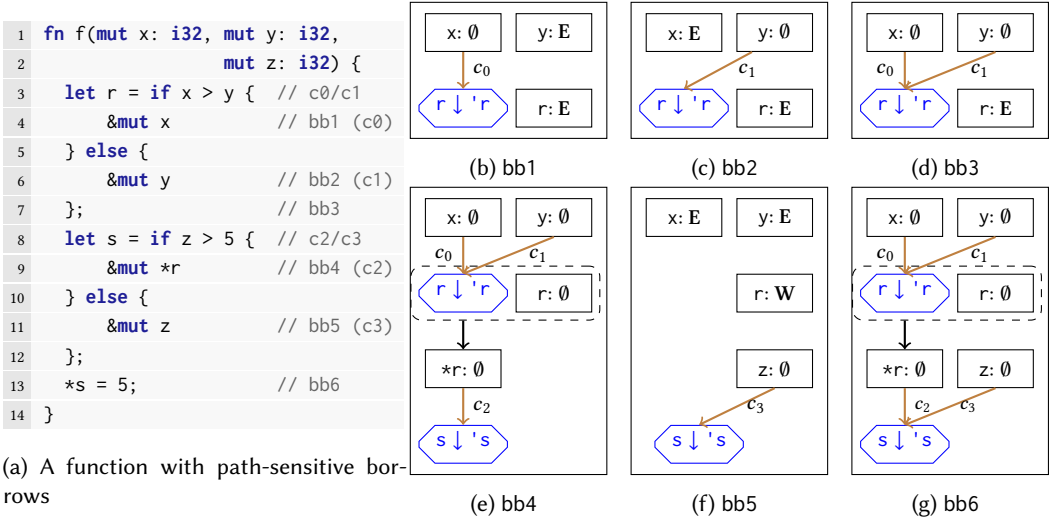 1 fn f(mut x: i32, mut y: i32,
2 mut z: i32) {
3 let r = if x > y { // c0/c1
4 &mut x // bb1 (c0)
5 } else {
6 &mut y // bb2 (c1)
7 }; // bb3
8 let s = if z > 5 { // c2/c3
9 &mut *r // bb4 (c2)
10 } else {
11 &mut z // bb5 (c3)
12 };
13 *s = 5; // bb6
14 }
(a) A function with path-sensitive bor-
rows
x: ∅ y: E
c₀
r ↓ 'r r: E
(b) bb1
x: E y: ∅
c₁
r ↓ 'r r: E
(c) bb2
x: ∅ y: ∅
c₀ c₁
r ↓ 'r r: E
(d) bb3
x: ∅ y: ∅
c₀ c₁
r ↓ 'r r: ∅
*r: ∅
c₂
s ↓ 's
(e) bb4
x: E y: E
r: W
z: ∅
c₃
s ↓ 's
(f) bb5
x: ∅ y: ∅
c₀ c₁
r ↓ 'r r: ∅
*r: ∅ z: ∅
c₂ c₃
s ↓ 's
(g) bb6